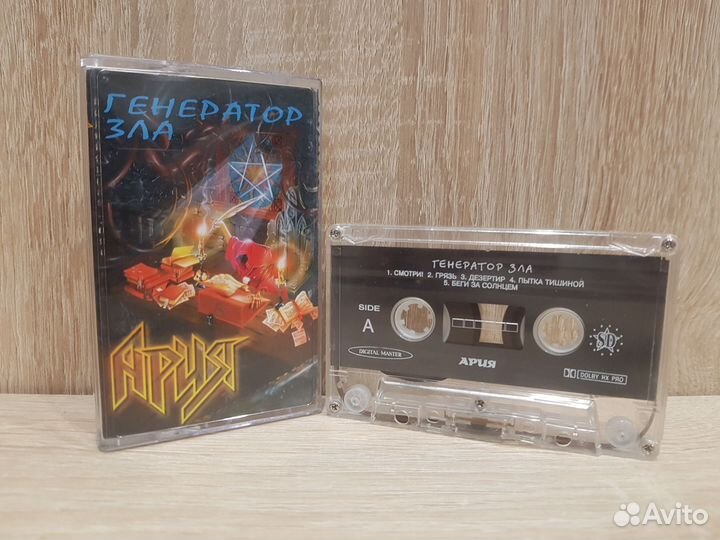 ГЕНЕРАТОР
ЗЛА
АРИЯ
ГЕНЕРАТОР ЗЛА
1. СМОТРИ! 2. ГРЯЗЬ 3. ДЕЗЕРТИР 4. ПЫТКА ТИШИНОЙ
5. БЕГИ ЗА СОЛНЦЕМ
SIDE
A
SD
DIGITAL MASTER
АРИЯ
DOLBY HX PRO
Avito